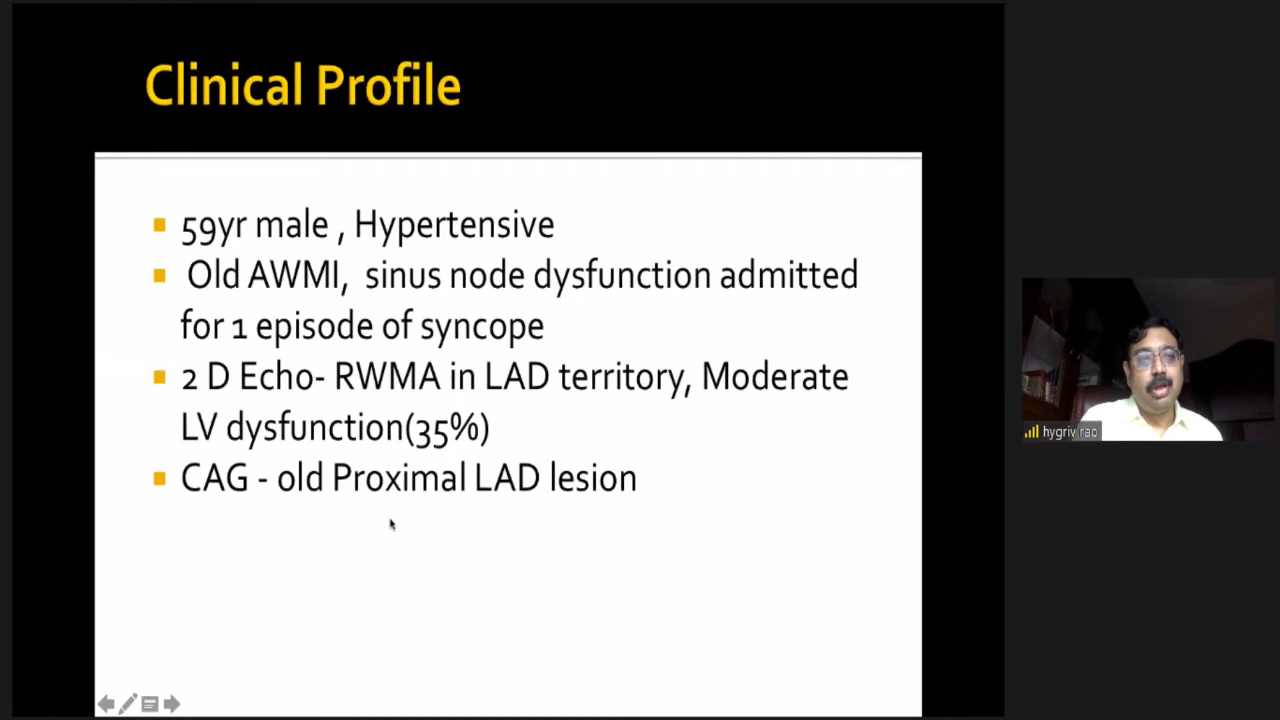 Clinical Profile
59yr male , Hypertensive
Old AWMI, sinus node dysfunction admitted
for 1 episode of syncope
2 D Echo- RWMA in LAD territory, Moderate
LV dysfunction(35%)
CAG - old Proximal LAD lesion
hygriv rao